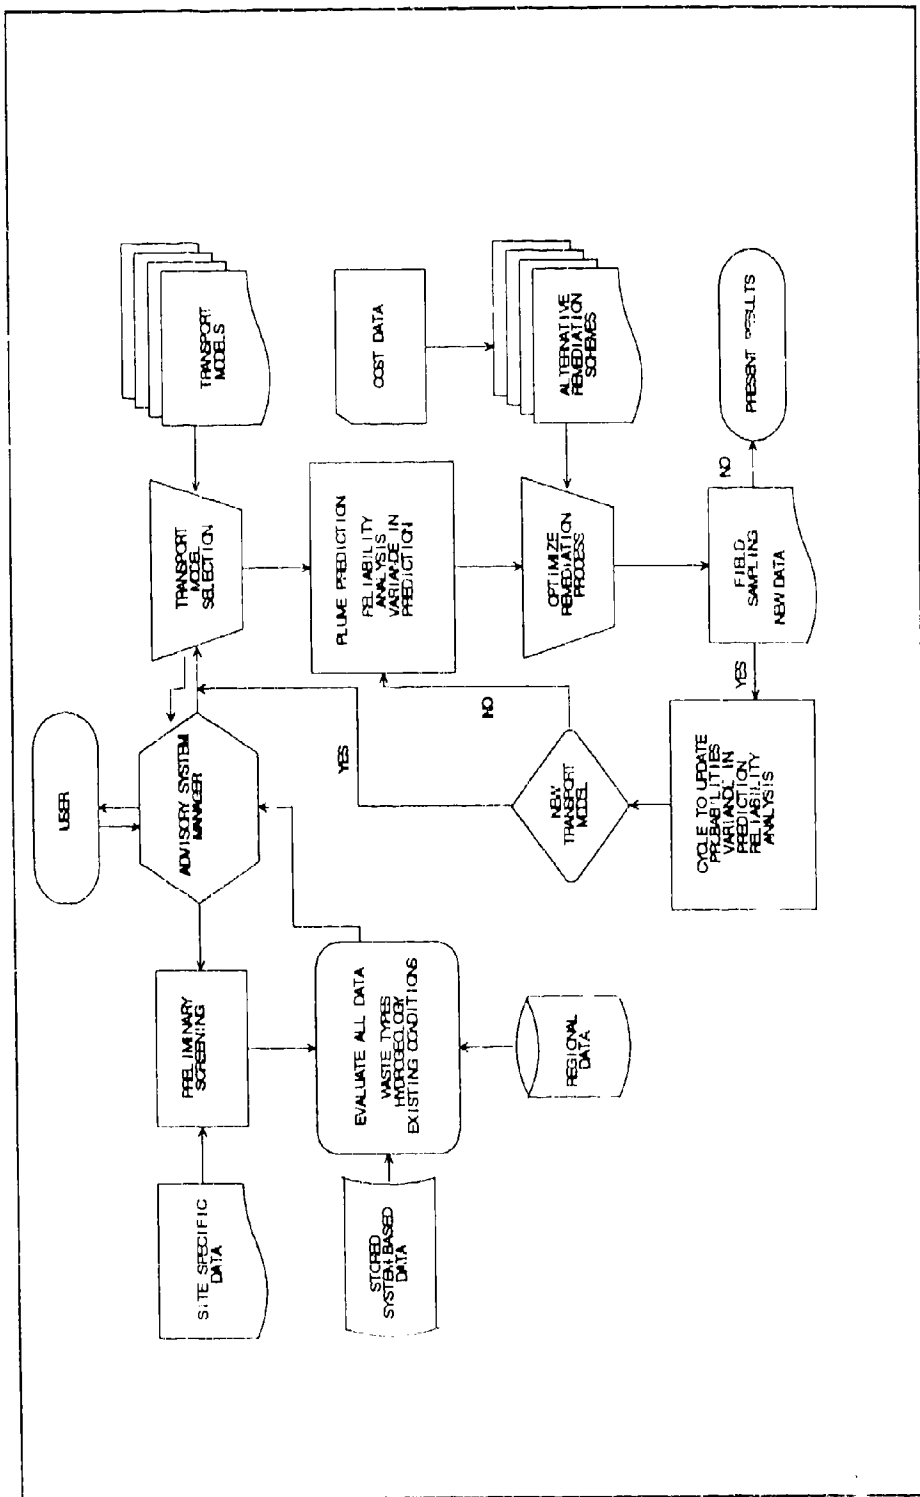 USER
SITE SPECIFIC
DATA
PRELIMINARY
SCREENING
ADVISORY SYSTEM
MANAGER
TRANSPORT
MODEL
SELECTION
TRANSPORT
MODELS
STORED
SYSTEM-BASED
DATA
EVALUATE ALL DATA
WASTE TYPES
HYDROGEOLOGY
EXISTING CONDITIONS
YES
PLUME PREDICTION
RELIABILITY
ANALYSIS
VARIANCE IN
PREDICTION
COST DATA
NO
REGIONAL
DATA
NEW
TRANSPORT
MODEL
OPTIMIZE
REMEDIATION
PROCESS
ALTERNATIVE
REMEDIATION
SCHEMES
CYCLE TO UPDATE
PROBABILITIES
VARIANCE IN
PREDICTION
RELIABILITY
ANALYSIS
YES
FIELD
SAMPLING
NEW DATA
NO
PRESENT RESULTS